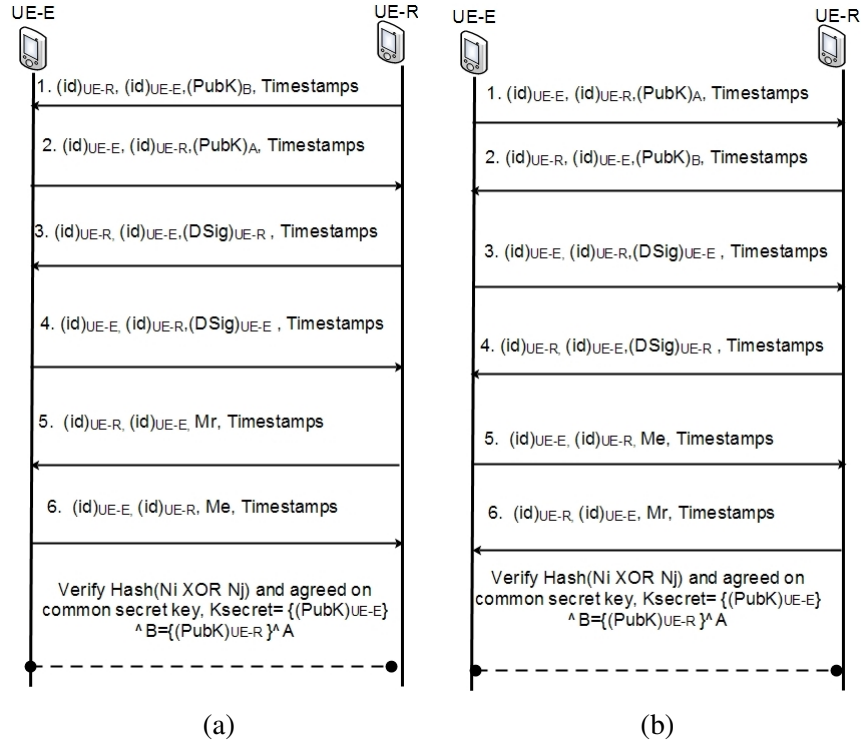 UE-E
UE-R
1. (id)UE-R, (id)UE-E,(PubK)B, Timestamps
2. (id)UE-E, (id)UE-R,(PubK)A, Timestamps
3. (id)UE-R, (id)UE-E,(DSig)UE-R , Timestamps
4. (id)UE-E, (id)UE-R,(DSig)UE-E , Timestamps
5. (id)UE-R, (id)UE-E, Mr, Timestamps
6. (id)UE-E, (id)UE-R, Me, Timestamps
Verify Hash(Ni XOR Nj) and agreed on
common secret key, Ksecret= {(PubK)UE-E}
^B={(PubK)UE-R }^A
(a)
UE-E
UE-R
1. (id)UE-E, (id)UE-R,(PubK)A, Timestamps
2. (id)UE-R, (id)UE-E,(PubK)B, Timestamps
3. (id)UE-E, (id)UE-R,(DSig)UE-E , Timestamps
4. (id)UE-R, (id)UE-E,(DSig)UE-R , Timestamps
5. (id)UE-E, (id)UE-R, Me, Timestamps
6. (id)UE-R, (id)UE-E, Mr, Timestamps
Verify Hash(Ni XOR Nj) and agreed on
common secret key, Ksecret= {(PubK)UE-E}
^B={(PubK)UE-R }^A
(b)